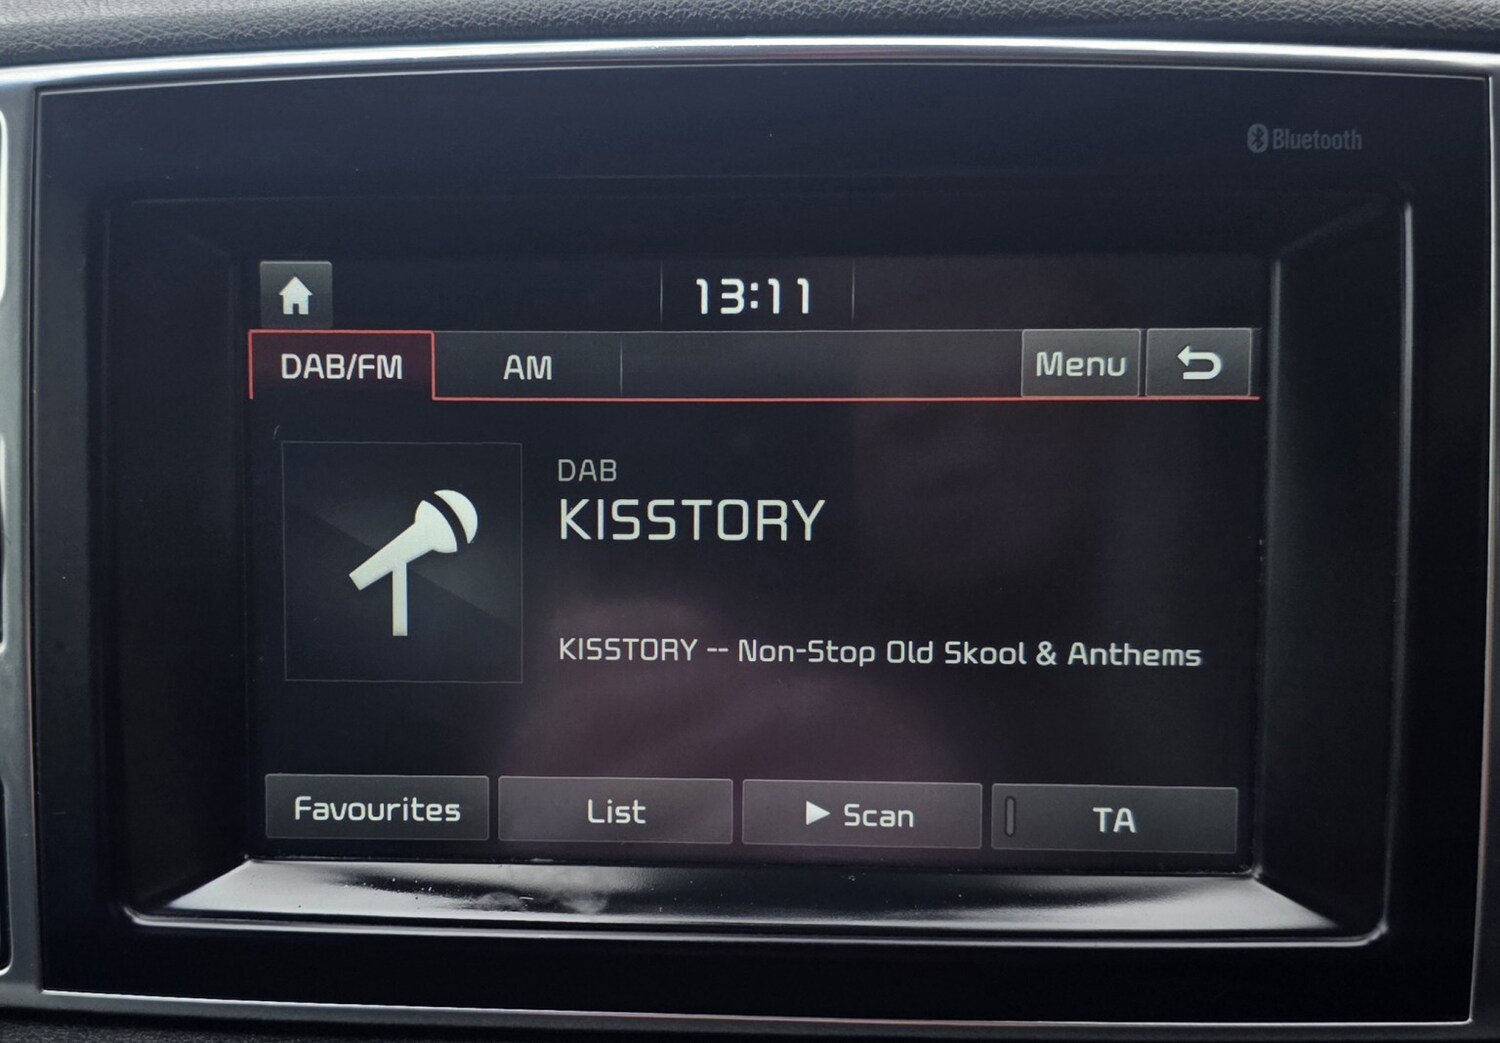 Bluetooth
13:11
DAB/FM AM Menu
DAB
KISSTORY
KISSTORY -- Non-Stop Old Skool & Anthems
Favourites List Scan TA